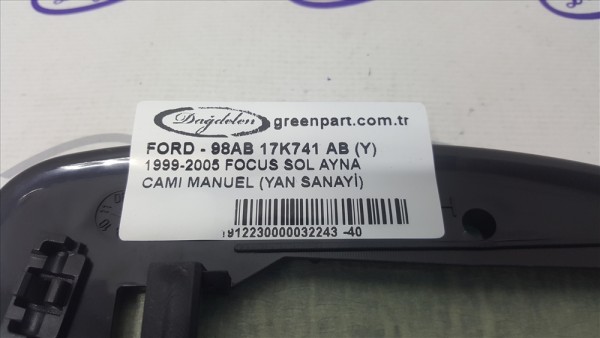 Dağdelen greenpart.com.tr
FORD - 98AB 17K741 AB (Y)
1999-2005 FOCUS SOL AYNA
CAMI MANUEL (YAN SANAYİ)
1912230000032243 -40